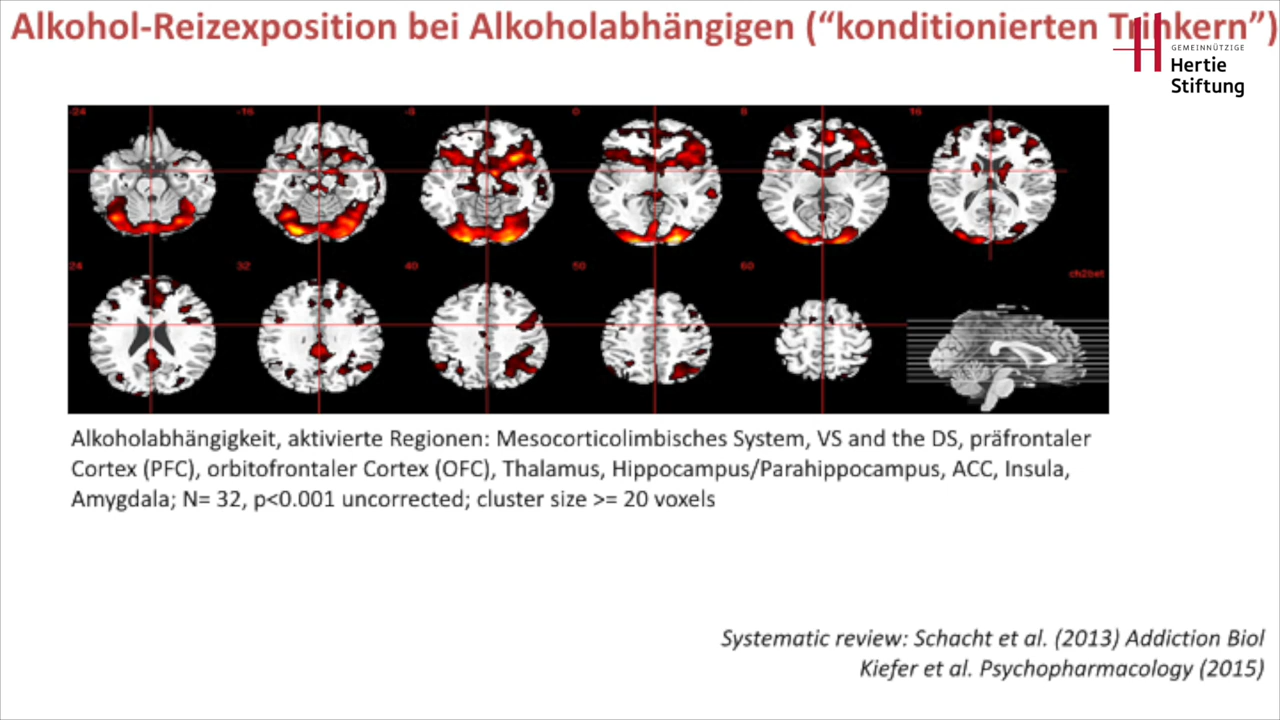 Alkohol-Reizexposition bei Alkoholabhängigen (“konditionierten Trinkern”)
GEMEINNÜTZIGE
Hertie
Stiftung
-24 -16 -8 0 8 16
24 32 40 50 60 ch2bet
Alkoholabhängigkeit, aktivierte Regionen: Mesocorticolimbisches System, VS and the DS, präfrontaler
Cortex (PFC), orbitofrontaler Cortex (OFC), Thalamus, Hippocampus/Parahippocampus, ACC, Insula,
Amygdala; N= 32, p<0.001 uncorrected; cluster size >= 20 voxels
Systematic review: Schacht et al. (2013) Addiction Biol
Kiefer et al. Psychopharmacology (2015)